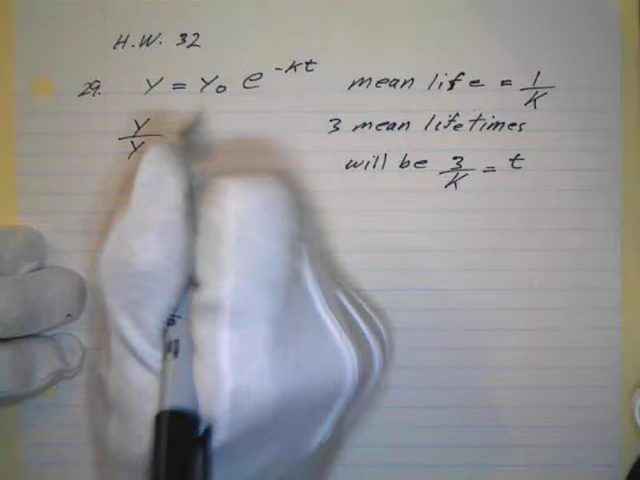 H.W. 32
29. Y = Y₀ e^{-Kt} mean life = 1/K
Y/Y 3 mean lifetimes
will be 3/K = t